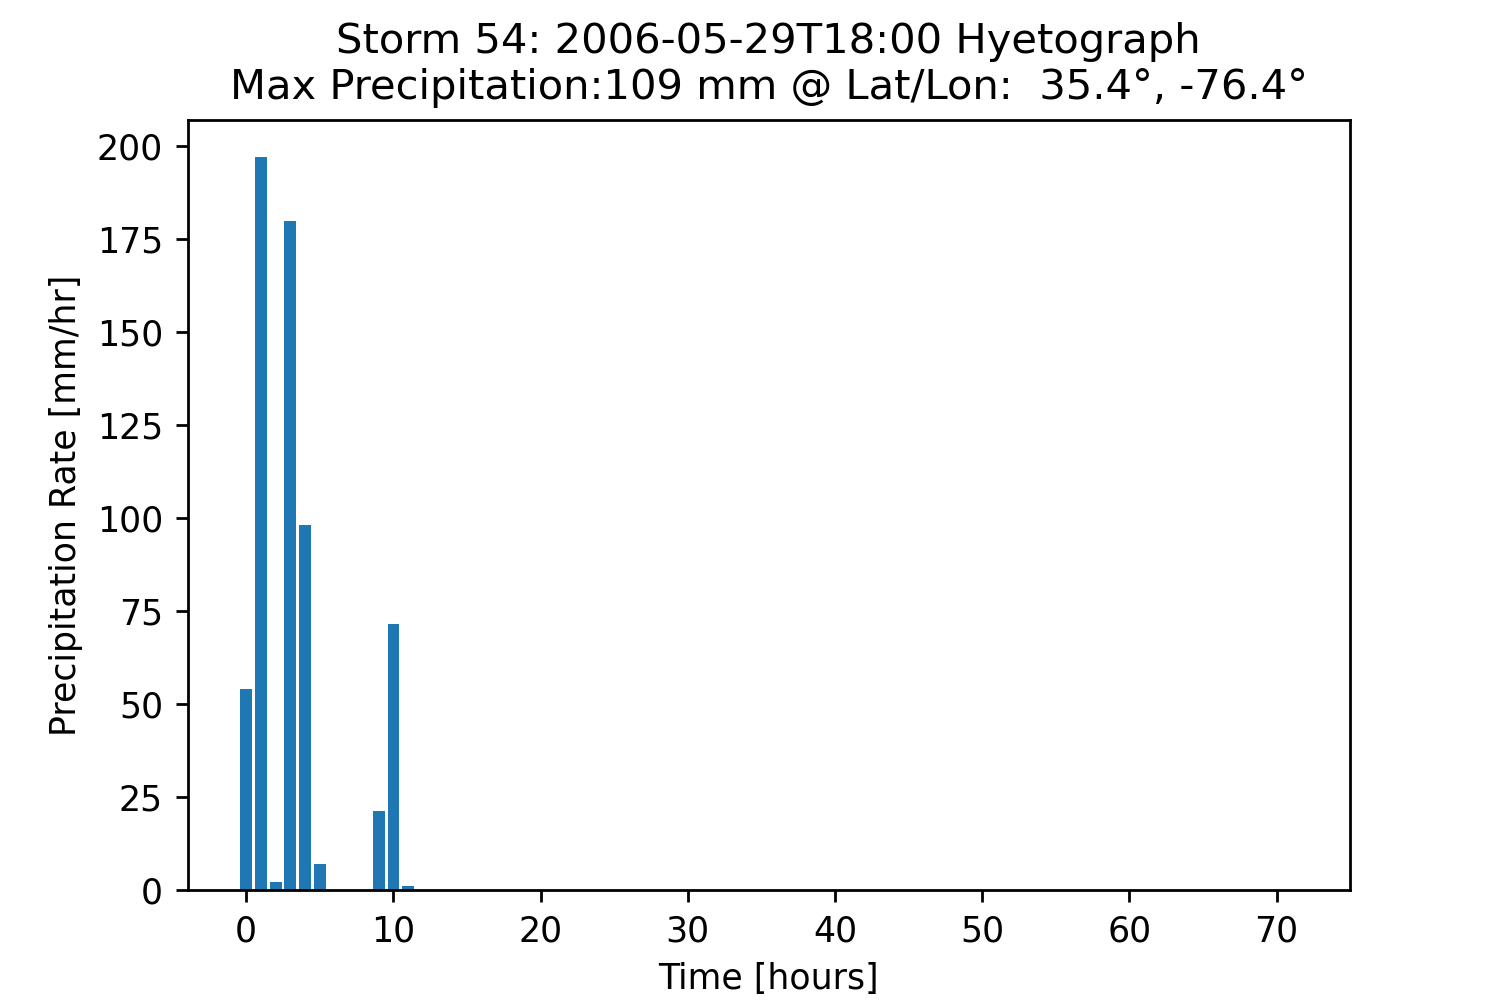 Storm 54: 2006-05-29T18:00 Hyetograph
Max Precipitation:109 mm @ Lat/Lon:  35.4°, -76.4°
200
175
150
125
100
75
50
25
0
Precipitation Rate [mm/hr]
0 10 20 30 40 50 60 70
Time [hours]